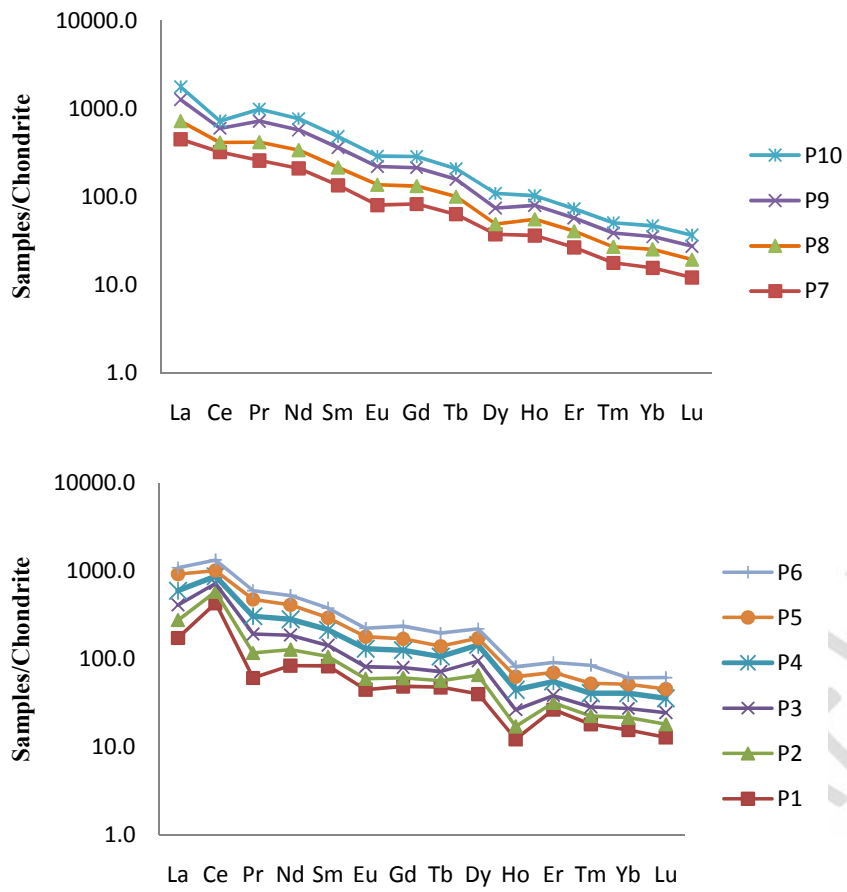 10000.0
1000.0
100.0
10.0
1.0
Samples/Chondrite
La Ce Pr Nd Sm Eu Gd Tb Dy Ho Er Tm Yb Lu
P10
P9
P8
P7
10000.0
1000.0
100.0
10.0
1.0
Samples/Chondrite
La Ce Pr Nd Sm Eu Gd Tb Dy Ho Er Tm Yb Lu
P6
P5
P4
P3
P2
P1